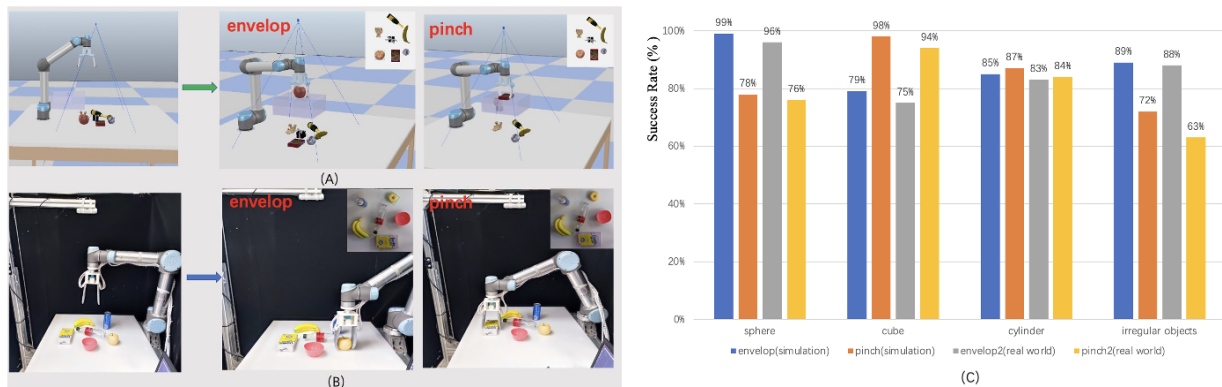 envelop
pinch
(A)
envelop
pinch
(B)
Success Rate (%)
100%
80%
60%
40%
20%
0%
99%
78%
96%
76%
79%
98%
75%
94%
85%
87%
83%
84%
89%
72%
88%
63%
sphere
cube
cylinder
irregular objects
envelop(simulation)
pinch(simulation)
envelop2(real world)
pinch2(real world)
(C)